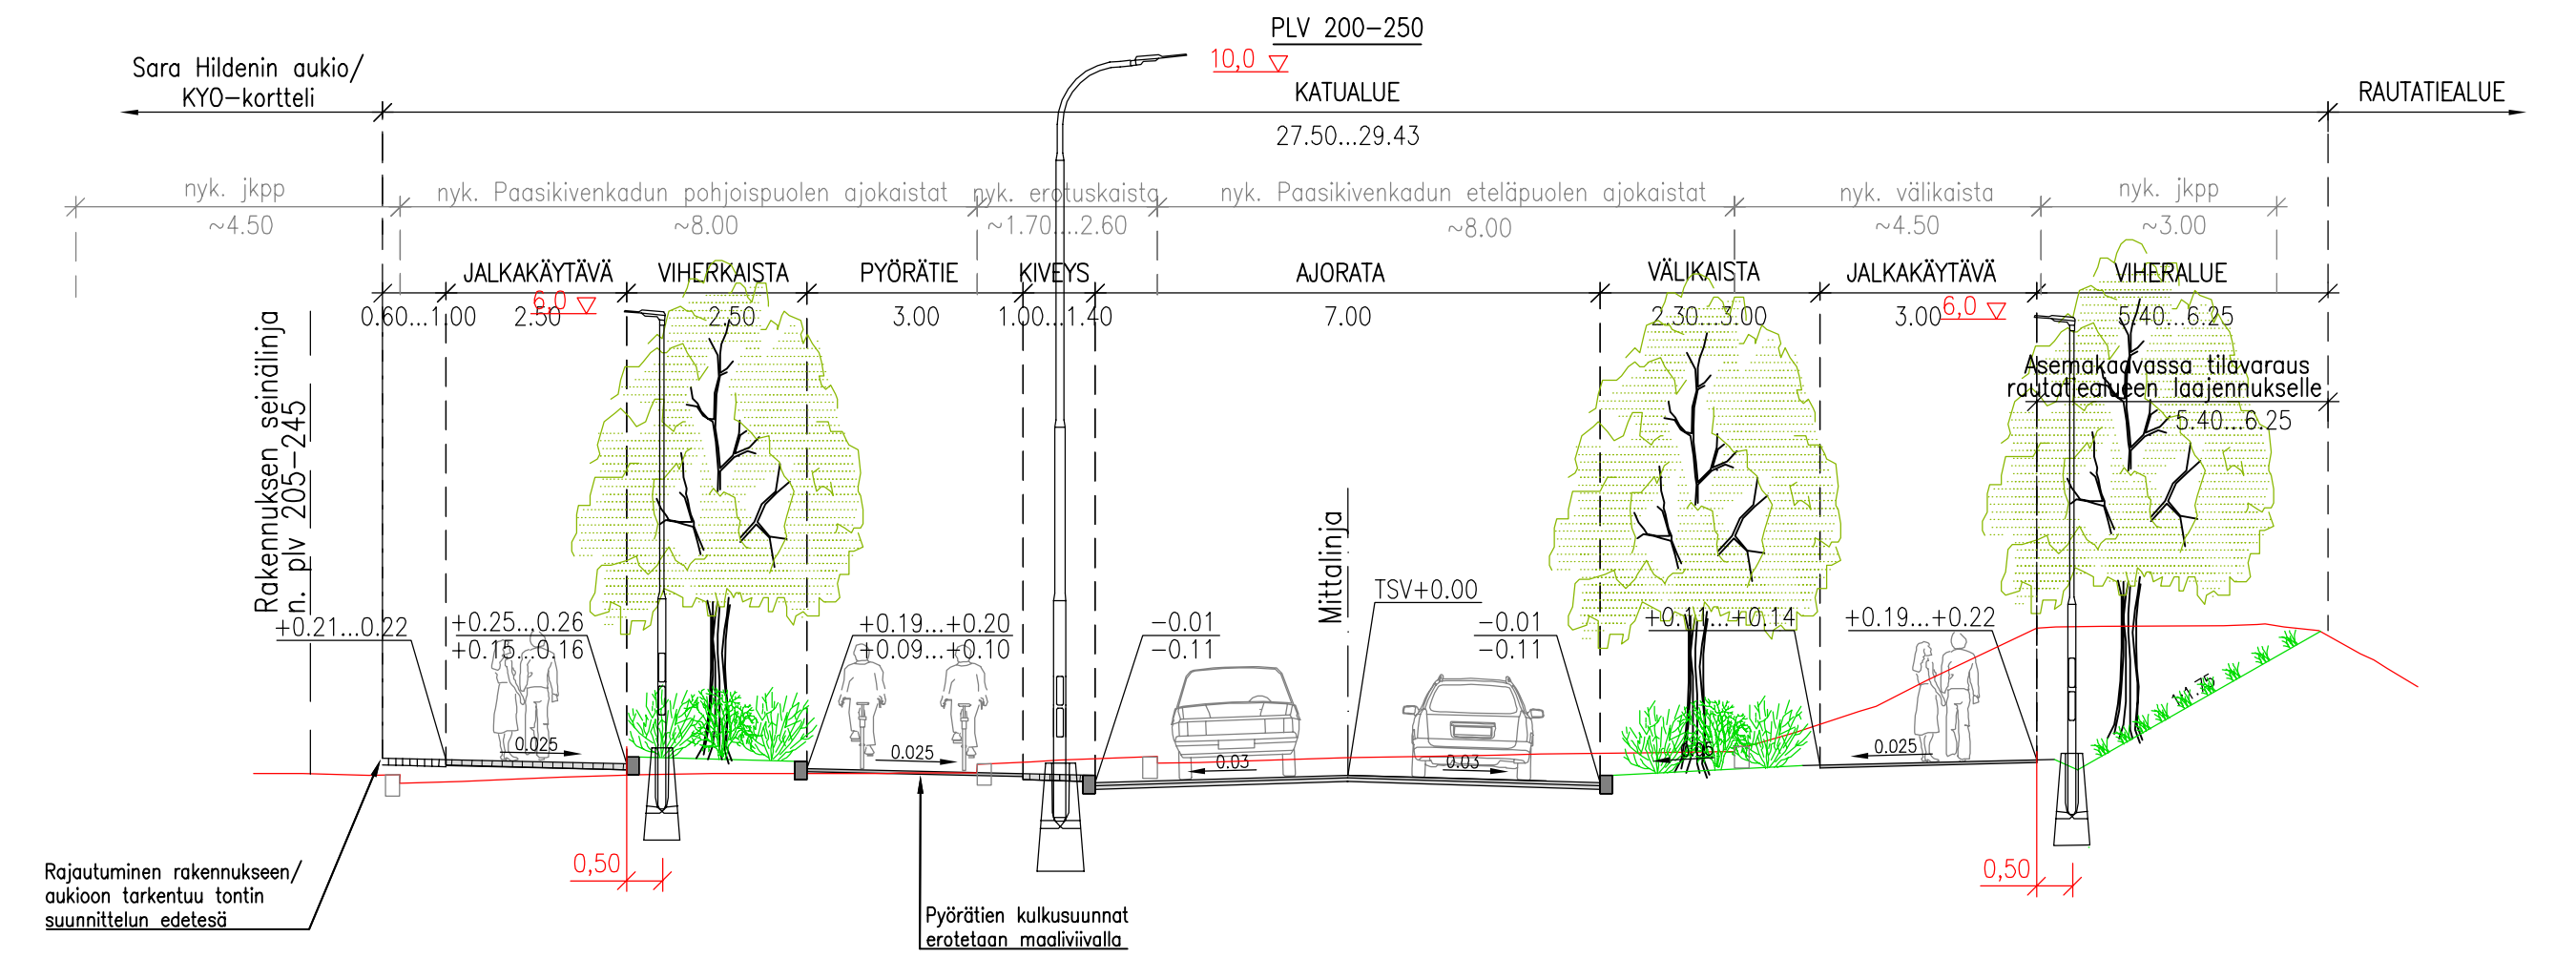 PLV 200-250
10,0
Sara Hildenin aukio/
KYO-kortteli
KATUALUE
RAUTATIEALUE
27.50...29.43
nyk. jkpp
nyk. Paasikivenkadun pohjoispuolen ajokaistat
nyk. erotuskaista
nyk. Paasikivenkadun eteläpuolen ajokaistat
nyk. välikaista
nyk. jkpp
~4.50
~8.00
~1.70...2.60
~8.00
~4.50
~3.00
JALKAKÄYTÄVÄ
VIHERKAISTA
PYÖRÄTIE
KIVEYS
AJORATA
VÄLIKAISTA
JALKAKÄYTÄVÄ
VIHERALUE
6,0
6,0
0.60...1.00
2.50
2.50
3.00
1.00...1.40
7.00
2.30...3.00
3.00
5.40...6.25
Asemakaavassa tilavaraus
rautatiealueen laajennukselle
5.40...6.25
Rakennuksen seinälinja
n. plv 205-245
Mittalinja
TSV+0.00
+0.21...0.22
+0.25...0.26
+0.15...0.16
+0.19...+0.20
+0.09...+0.10
-0.01
-0.11
-0.01
-0.11
+0.11...+0.14
+0.19...+0.22
1:1.75
0.025
0.025
0.03
0.03
0.05
0.025
0,50
0,50
Rajautuminen rakennukseen/
aukioon tarkentuu tontin
suunnittelun edetesä
Pyörätien kulkusuunnat
erotetaan maaliviivalla